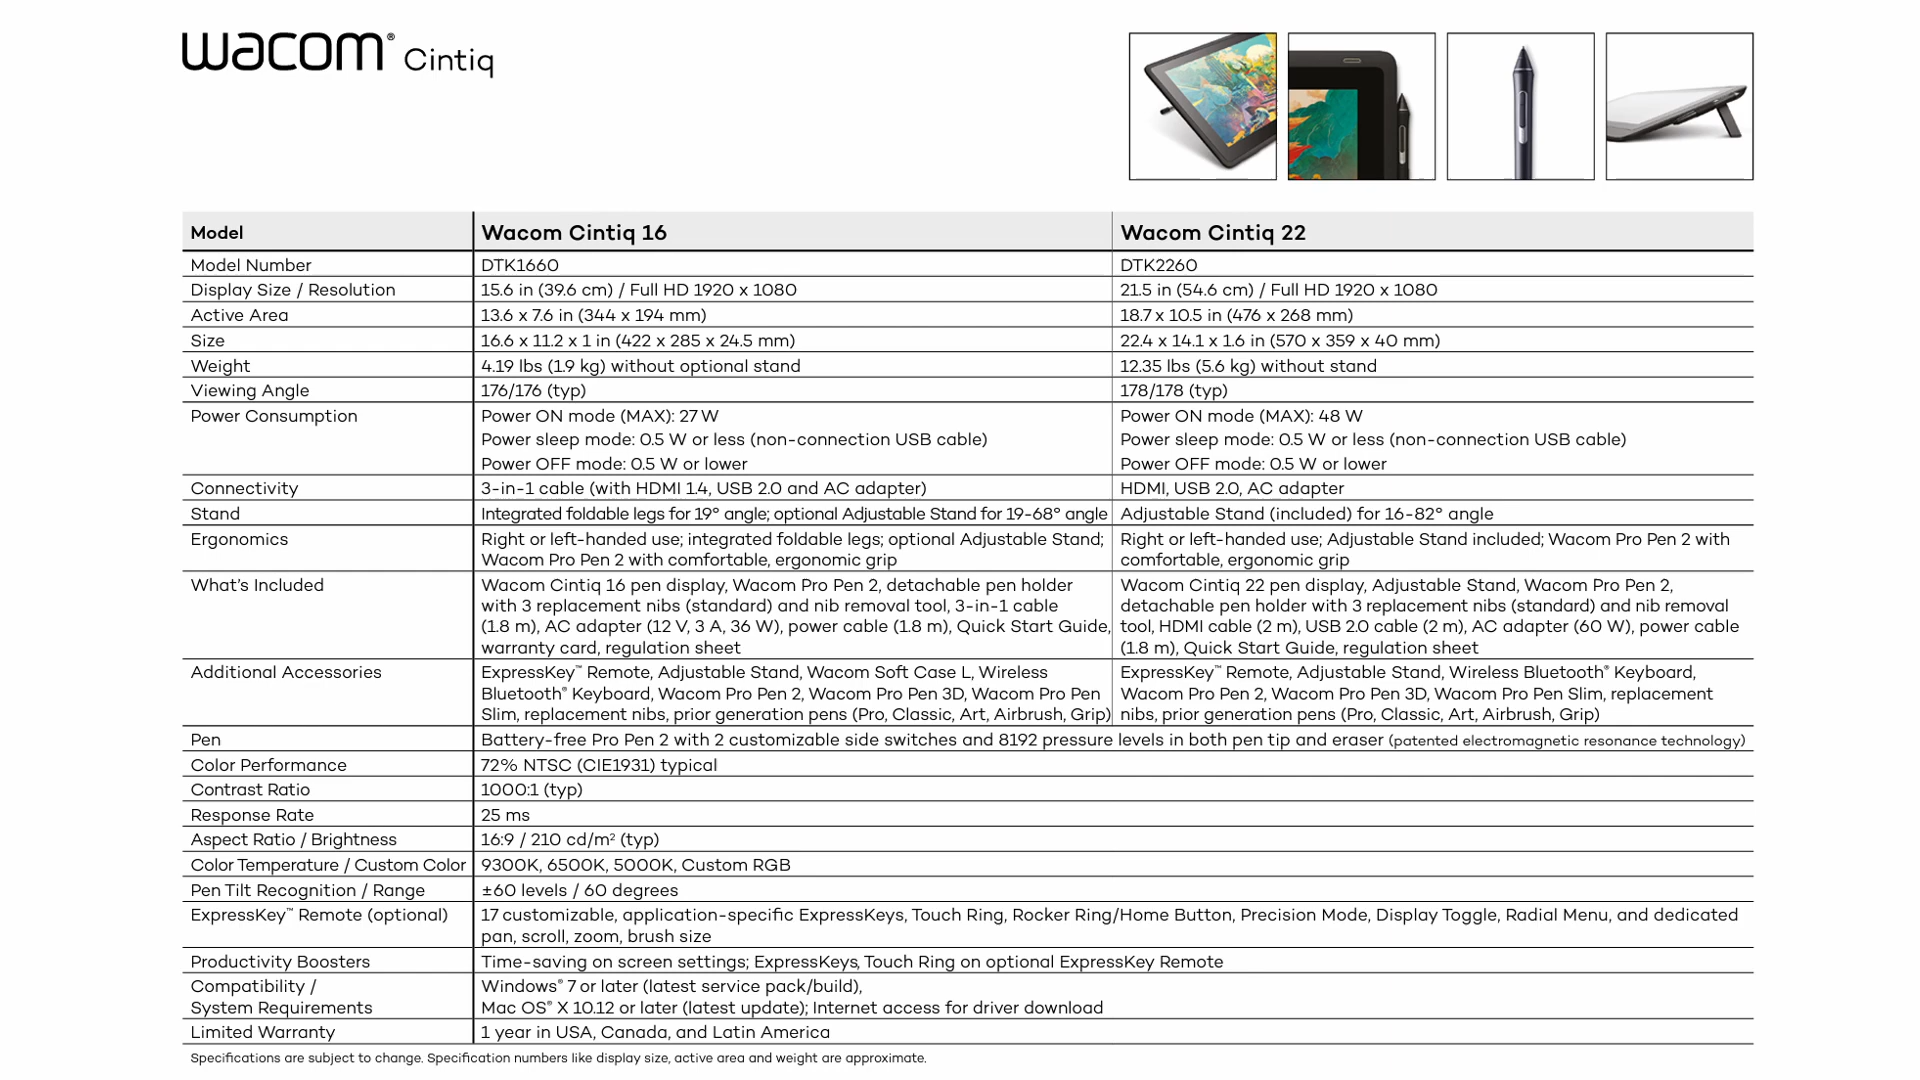 wacom® Cintiq
Model Wacom Cintiq 16 Wacom Cintiq 22
Model Number DTK1660 DTK2260
Display Size / Resolution 15.6 in (39.6 cm) / Full HD 1920 x 1080 21.5 in (54.6 cm) / Full HD 1920 x 1080
Active Area 13.6 x 7.6 in (344 x 194 mm) 18.7 x 10.5 in (476 x 268 mm)
Size 16.6 x 11.2 x 1 in (422 x 285 x 24.5 mm) 22.4 x 14.1 x 1.6 in (570 x 359 x 40 mm)
Weight 4.19 lbs (1.9 kg) without optional stand 12.35 lbs (5.6 kg) without stand
Viewing Angle 176/176 (typ) 178/178 (typ)
Power Consumption Power ON mode (MAX): 27 W Power ON mode (MAX): 48 W
Power sleep mode: 0.5 W or less (non-connection USB cable) Power sleep mode: 0.5 W or less (non-connection USB cable)
Power OFF mode: 0.5 W or lower Power OFF mode: 0.5 W or lower
Connectivity 3-in-1 cable (with HDMI 1.4, USB 2.0 and AC adapter) HDMI, USB 2.0, AC adapter
Stand Integrated foldable legs for 19° angle; optional Adjustable Stand for 19-68° angle Adjustable Stand (included) for 16-82° angle
Ergonomics Right or left-handed use; integrated foldable legs; optional Adjustable Stand; Right or left-handed use; Adjustable Stand included; Wacom Pro Pen 2 with
Wacom Pro Pen 2 with comfortable, ergonomic grip comfortable, ergonomic grip
What's Included Wacom Cintiq 16 pen display, Wacom Pro Pen 2, detachable pen holder Wacom Cintiq 22 pen display, Adjustable Stand, Wacom Pro Pen 2,
with 3 replacement nibs (standard) and nib removal tool, 3-in-1 cable detachable pen holder with 3 replacement nibs (standard) and nib removal
(1.8 m), AC adapter (12 V, 3 A, 36 W), power cable (1.8 m), Quick Start Guide, tool, HDMI cable (2 m), USB 2.0 cable (2 m), AC adapter (60 W), power cable
warranty card, regulation sheet (1.8 m), Quick Start Guide, regulation sheet
Additional Accessories ExpressKey™ Remote, Adjustable Stand, Wacom Soft Case L, Wireless ExpressKey™ Remote, Adjustable Stand, Wireless Bluetooth® Keyboard,
Bluetooth® Keyboard, Wacom Pro Pen 2, Wacom Pro Pen 3D, Wacom Pro Pen Wacom Pro Pen 2, Wacom Pro Pen 3D, Wacom Pro Pen Slim, replacement
Slim, replacement nibs, prior generation pens (Pro, Classic, Art, Airbrush, Grip) nibs, prior generation pens (Pro, Classic, Art, Airbrush, Grip)
Pen Battery-free Pro Pen 2 with 2 customizable side switches and 8192 pressure levels in both pen tip and eraser (patented electromagnetic resonance technology)
Color Performance 72% NTSC (CIE1931) typical
Contrast Ratio 1000:1 (typ)
Response Rate 25 ms
Aspect Ratio / Brightness 16:9 / 210 cd/m² (typ)
Color Temperature / Custom Color 9300K, 6500K, 5000K, Custom RGB
Pen Tilt Recognition / Range ±60 levels / 60 degrees
ExpressKey™ Remote (optional) 17 customizable, application-specific ExpressKeys, Touch Ring, Rocker Ring/Home Button, Precision Mode, Display Toggle, Radial Menu, and dedicated
pan, scroll, zoom, brush size
Productivity Boosters Time-saving on screen settings; ExpressKeys, Touch Ring on optional ExpressKey Remote
Compatibility / Windows® 7 or later (latest service pack/build),
System Requirements Mac OS® X 10.12 or later (latest update); Internet access for driver download
Limited Warranty 1 year in USA, Canada, and Latin America
Specifications are subject to change. Specification numbers like display size, active area and weight are approximate.